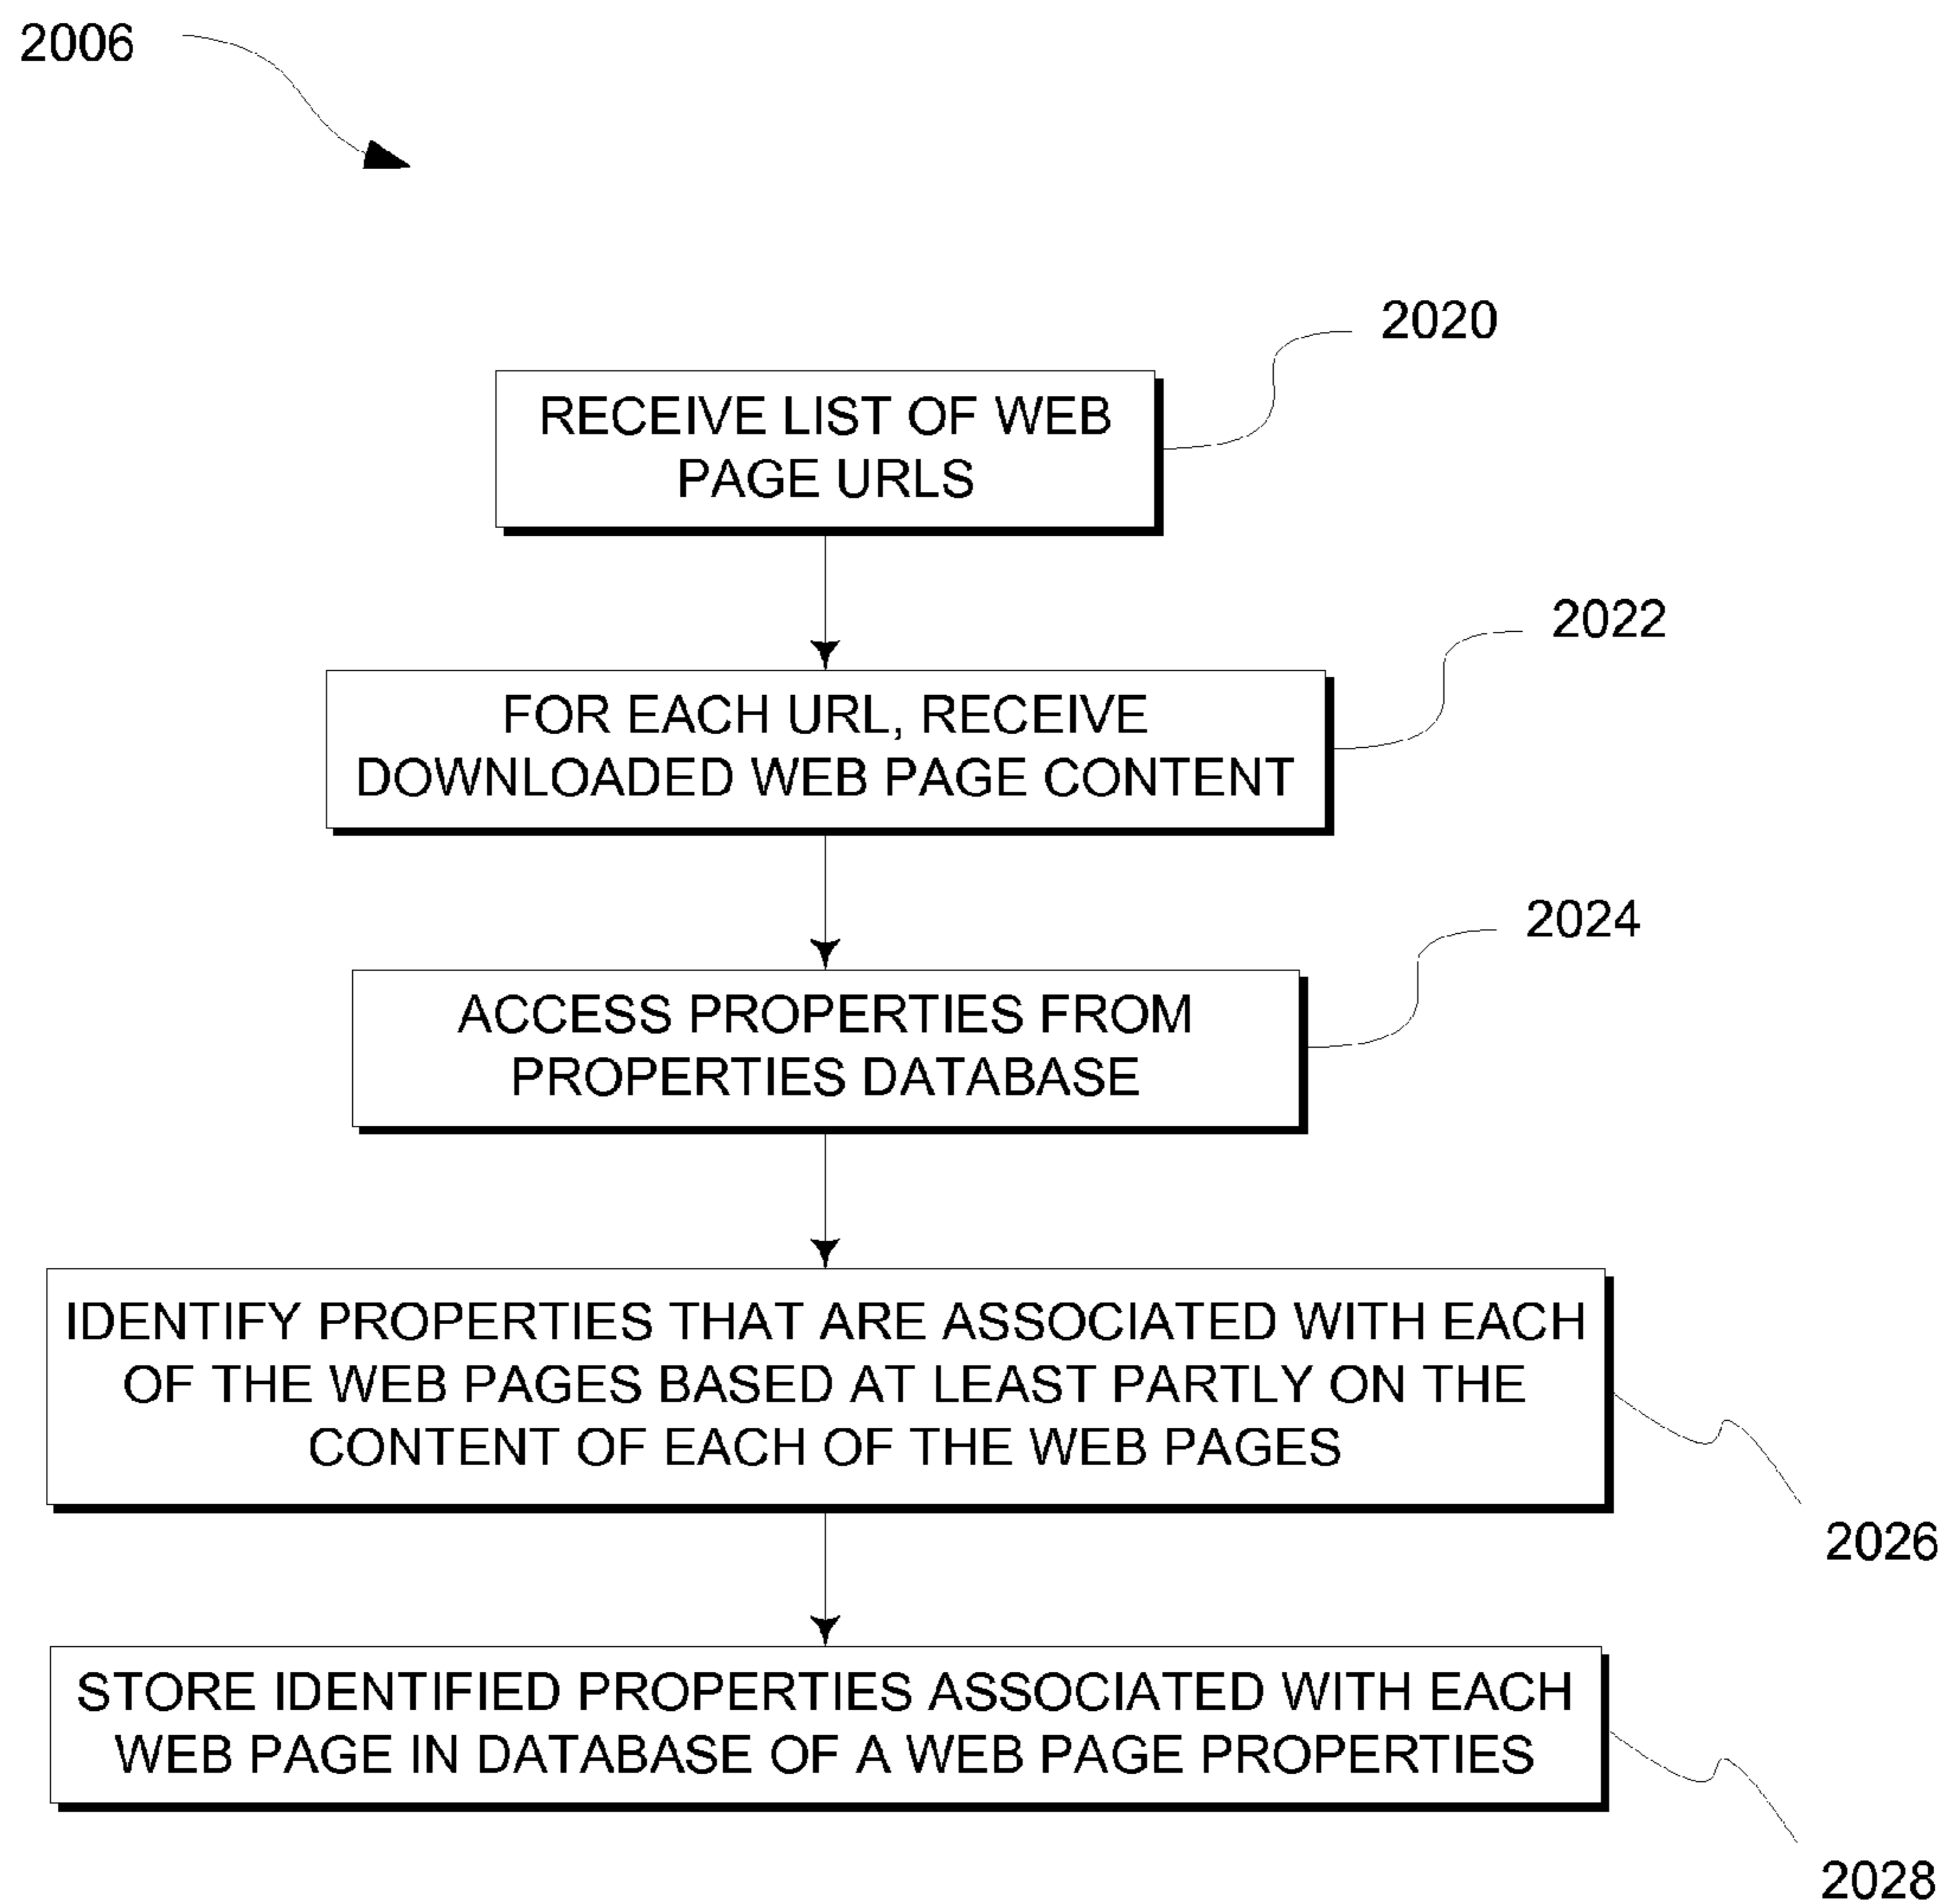 2006
2020
RECEIVE LIST OF WEB
PAGE URLS
2022
FOR EACH URL, RECEIVE
DOWNLOADED WEB PAGE CONTENT
2024
ACCESS PROPERTIES FROM
PROPERTIES DATABASE
IDENTIFY PROPERTIES THAT ARE ASSOCIATED WITH EACH
OF THE WEB PAGES BASED AT LEAST PARTLY ON THE
CONTENT OF EACH OF THE WEB PAGES
2026
STORE IDENTIFIED PROPERTIES ASSOCIATED WITH EACH
WEB PAGE IN DATABASE OF A WEB PAGE PROPERTIES
2028